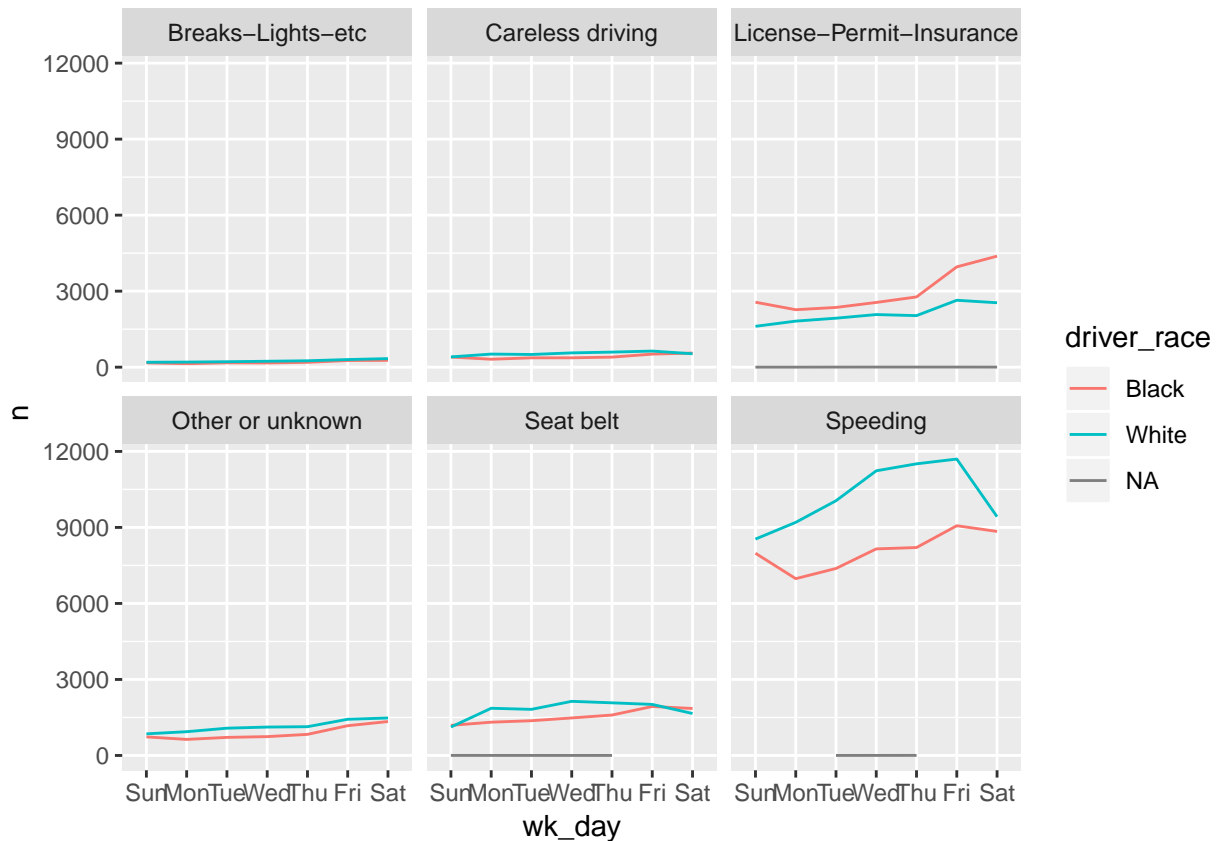 Breaks−Lights−etc
Careless driving
License−Permit−Insurance
12000
9000
6000
3000
0
Other or unknown
Seat belt
Speeding
12000
9000
6000
3000
0
Sun Mon Tue Wed Thu Fri Sat
Sun Mon Tue Wed Thu Fri Sat
Sun Mon Tue Wed Thu Fri Sat
wk_day
n
driver_race
Black
White
NA